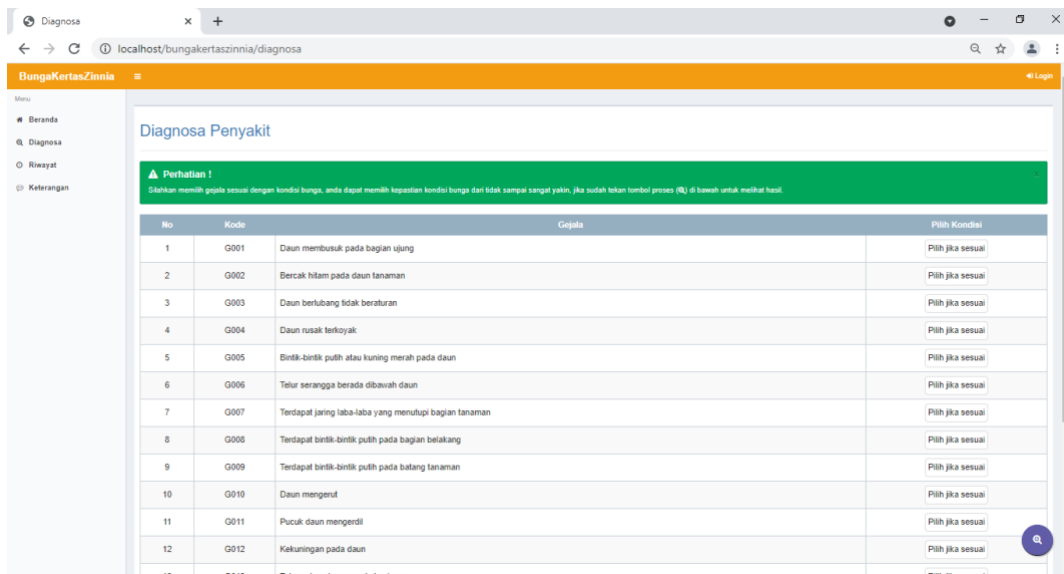 Diagnosa
localhost/bungakertaszinnia/diagnosa
BungaKertasZinnia
Login
Menu
Beranda
Diagnosa
Riwayat
Keterangan
Diagnosa Penyakit
Perhatian !
Silahkan memilih gejala sesuai dengan kondisi bunga, anda dapat memilih kepastian kondisi bunga dari tidak sampai sangat yakin, jika sudah tekan tombol proses () di bawah untuk melihat hasil.
No Kode Gejala Pilih Kondisi
1 G001 Daun membusuk pada bagian ujung Pilih jika sesuai
2 G002 Bercak hitam pada daun tanaman Pilih jika sesuai
3 G003 Daun berlubang tidak beraturan Pilih jika sesuai
4 G004 Daun rusak terkoyak Pilih jika sesuai
5 G005 Bintik-bintik putih atau kuning merah pada daun Pilih jika sesuai
6 G006 Telur serangga berada dibawah daun Pilih jika sesuai
7 G007 Terdapat jaring laba-laba yang menutupi bagian tanaman Pilih jika sesuai
8 G008 Terdapat bintik-bintik putih pada bagian belakang Pilih jika sesuai
9 G009 Terdapat bintik-bintik putih pada batang tanaman Pilih jika sesuai
10 G010 Daun mengerut Pilih jika sesuai
11 G011 Pucuk daun mengerdil Pilih jika sesuai
12 G012 Kekuningan pada daun Pilih jika sesuai